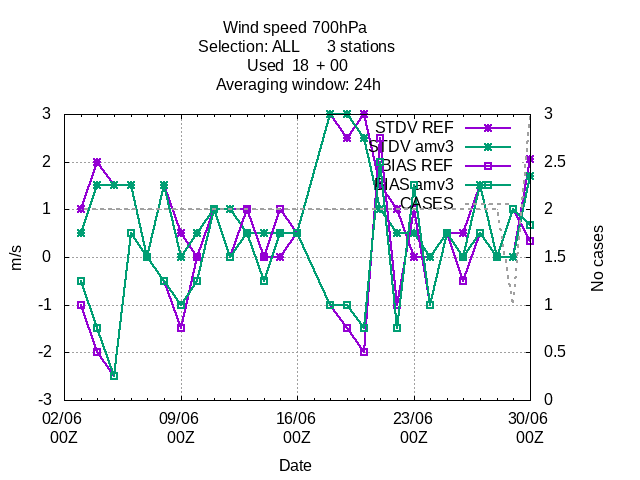 Wind speed 700hPa
Selection: ALL 3 stations
Used 18 + 00
Averaging window: 24h
STDV REF
STDV amv3
BIAS REF
BIAS amv3
CASES
3
2
1
0
-1
-2
-3
m/s
3
2.5
2
1.5
1
0.5
0
No cases
02/06 09/06 16/06 23/06 30/06
00Z 00Z 00Z 00Z 00Z
Date